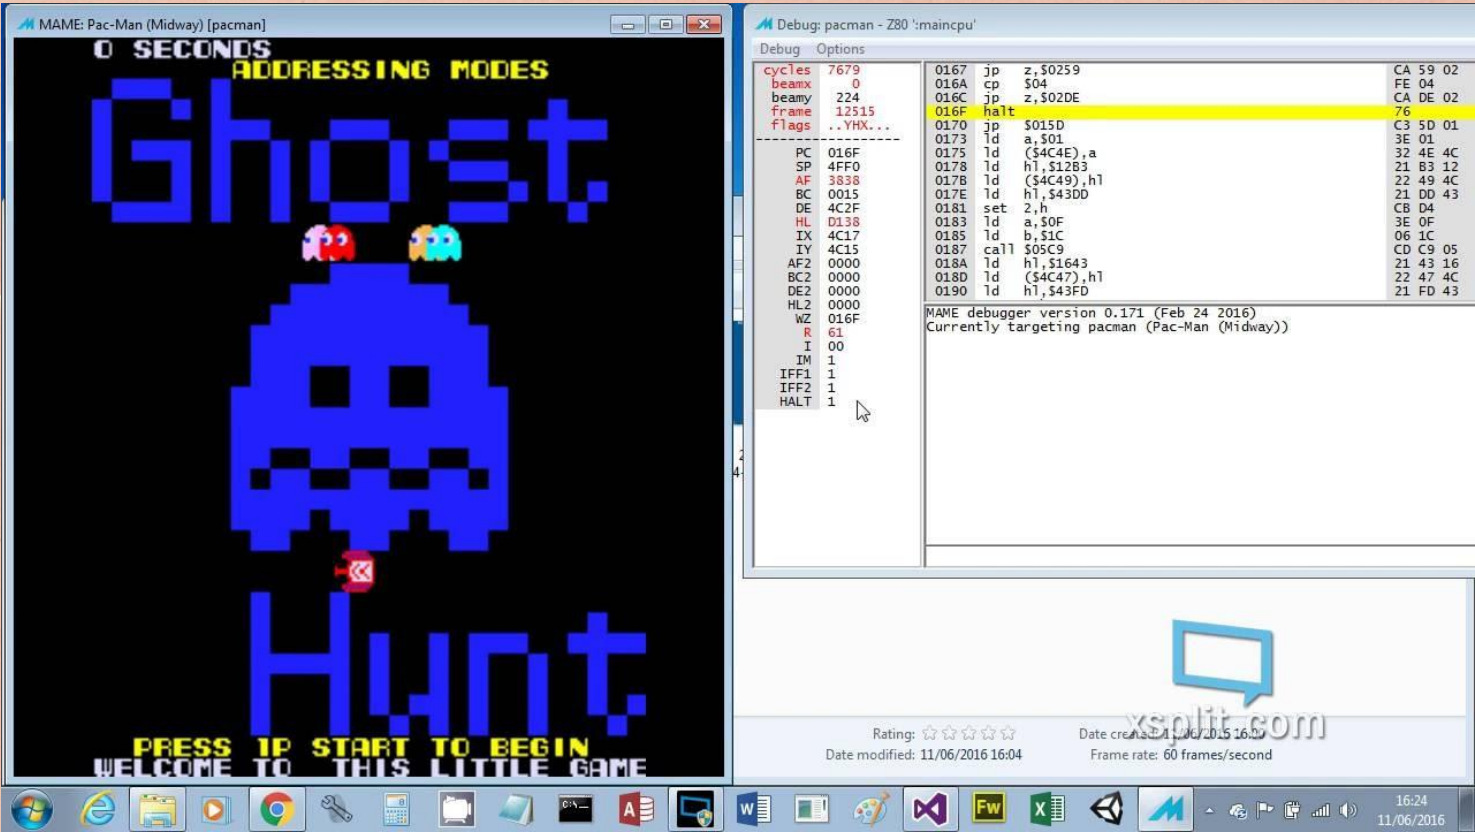 MAME: Pac-Man (Midway) [pacman]
0 SECONDS
ADDRESSING MODES
Ghost
Hunt
PRESS 1P START TO BEGIN
WELCOME TO THIS LITTLE GAME
Debug: pacman - Z80 ':maincpu'
Debug Options
cycles 7679
beamx 0
beamy 224
frame 12515
flags ..YHX...
PC 016F
SP 4FF0
AF 3838
BC 0015
DE 4C2F
HL D138
IX 4C17
IY 4C15
AF2 0000
BC2 0000
DE2 0000
HL2 0000
WZ 016F
R 61
I 00
IM 1
IFF1 1
IFF2 1
HALT 1
0167 jp z,$0259 CA 59 02
016A cp $04 FE 04
016C jp z,$02DE CA DE 02
016F halt 76
0170 jp $015D C3 5D 01
0173 ld a,$01 3E 01
0175 ld ($4C4E),a 32 4E 4C
0178 ld hl,$12B3 21 B3 12
017B ld ($4C49),hl 22 49 4C
017E ld hl,$43DD 21 DD 43
0181 set 2,h CB D4
0183 ld a,$0F 3E 0F
0185 ld b,$1C 06 1C
0187 call $05C9 CD C9 05
018A ld hl,$1643 21 43 16
018D ld ($4C47),hl 22 47 4C
0190 ld hl,$43FD 21 FD 43
MAME debugger version 0.171 (Feb 24 2016)
Currently targeting pacman (Pac-Man (Midway))
xsplit.com
Rating:
Date modified: 11/06/2016 16:04
Date created: 11/06/2016 16:00
Frame rate: 60 frames/second
C:\_
Fw
16:24
11/06/2016